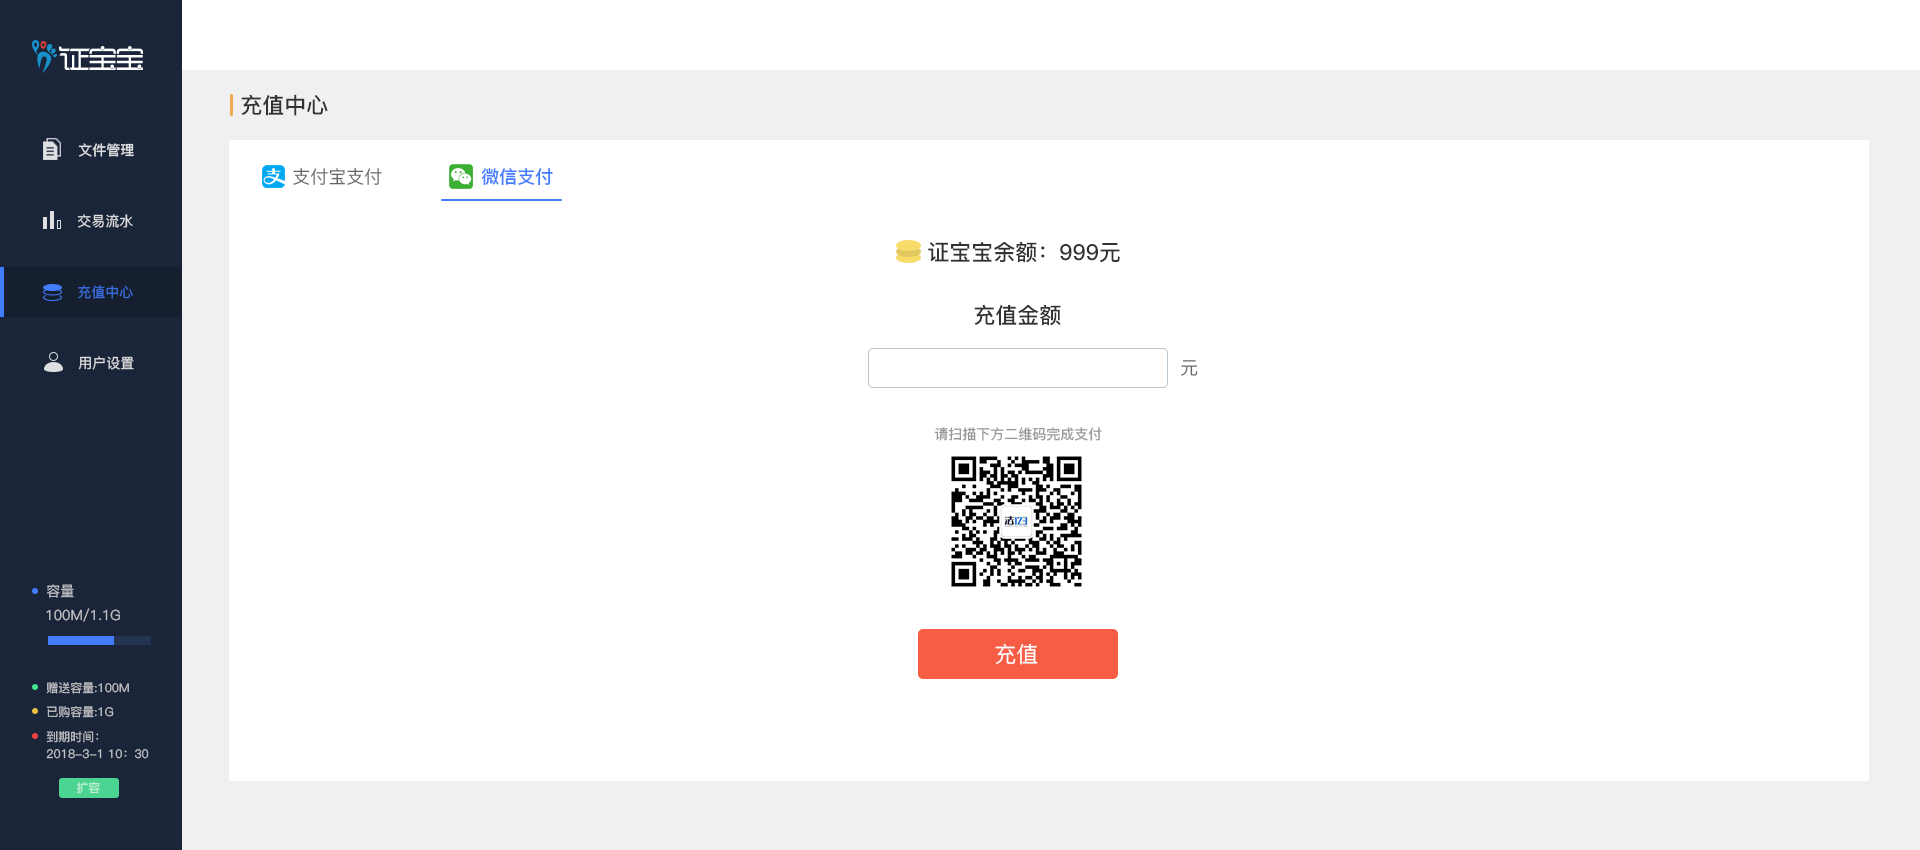 证宝宝
文件管理
交易流水
充值中心
用户设置
容量
100M/1.1G
赠送容量:100M
已购容量:1G
到期时间：
2018-3-1 10：30
扩容
充值中心
支付宝支付
微信支付
证宝宝余额：999元
充值金额
元
请扫描下方二维码完成支付
法123
充值